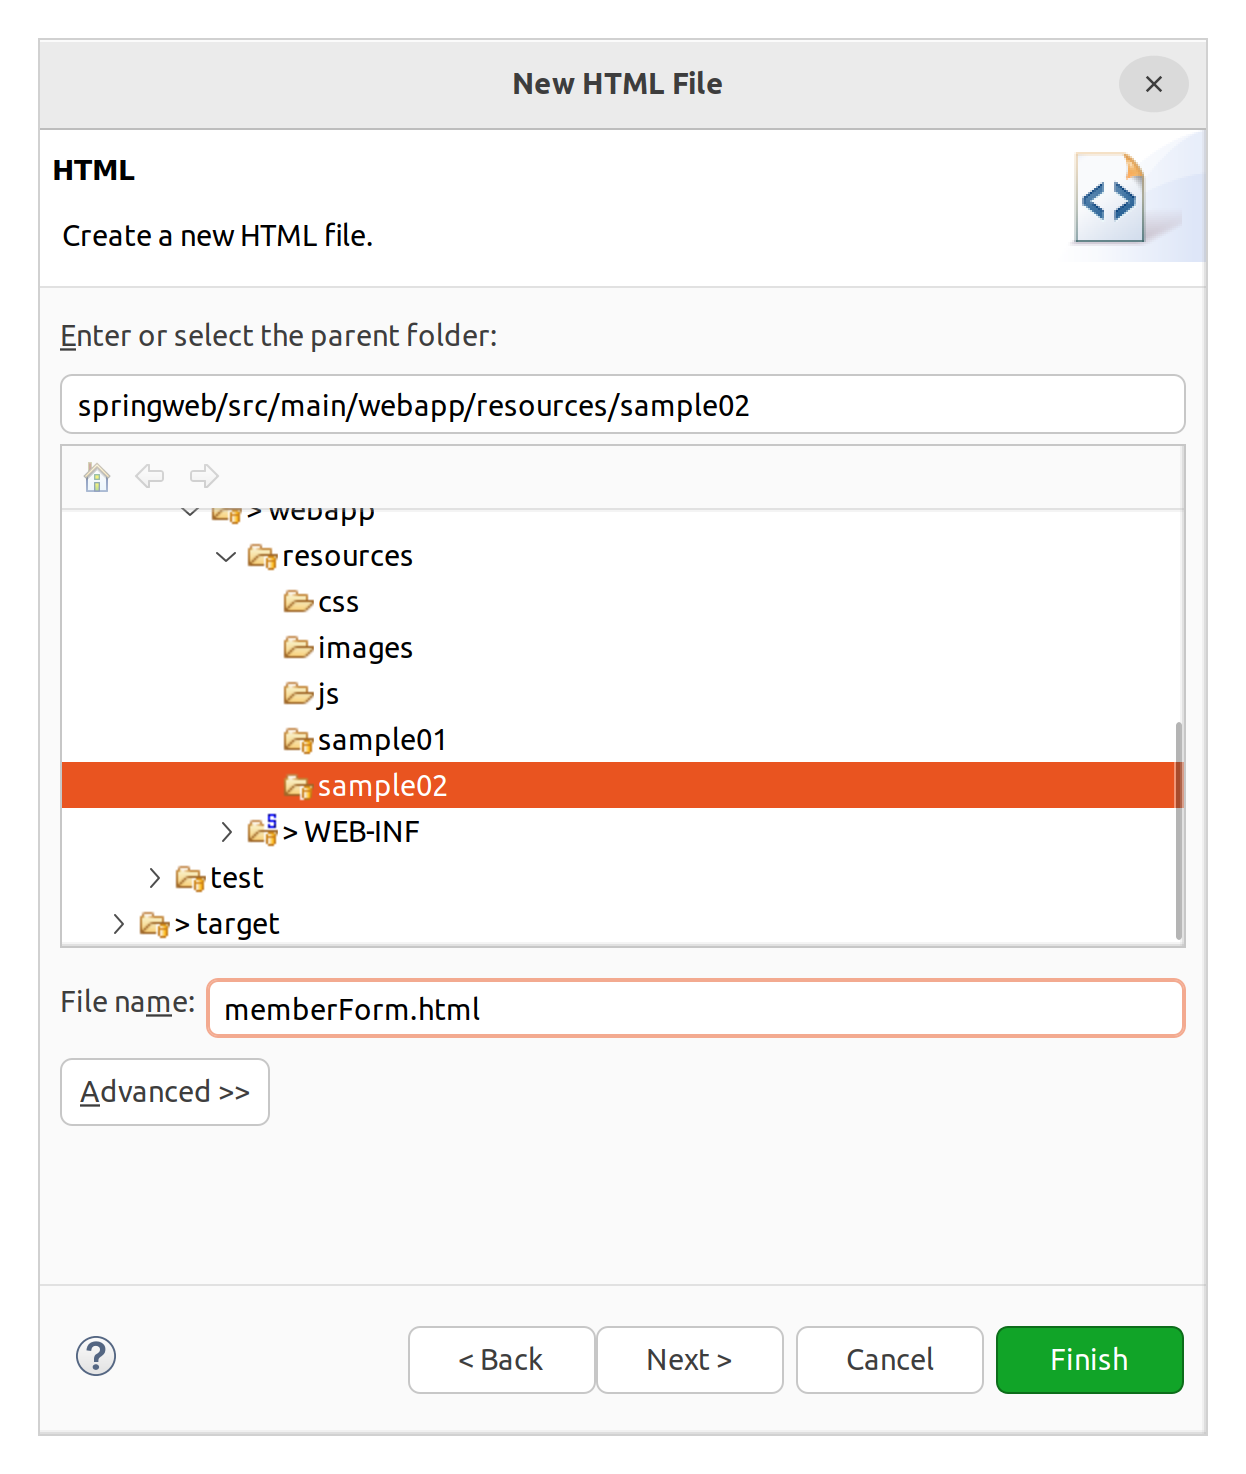 New HTML File
HTML
Create a new HTML file.
Enter or select the parent folder:
springweb/src/main/webapp/resources/sample02
> webapp
resources
css
images
js
sample01
sample02
> WEB-INF
test
> target
File name: memberForm.html
Advanced >>
< Back Next > Cancel Finish